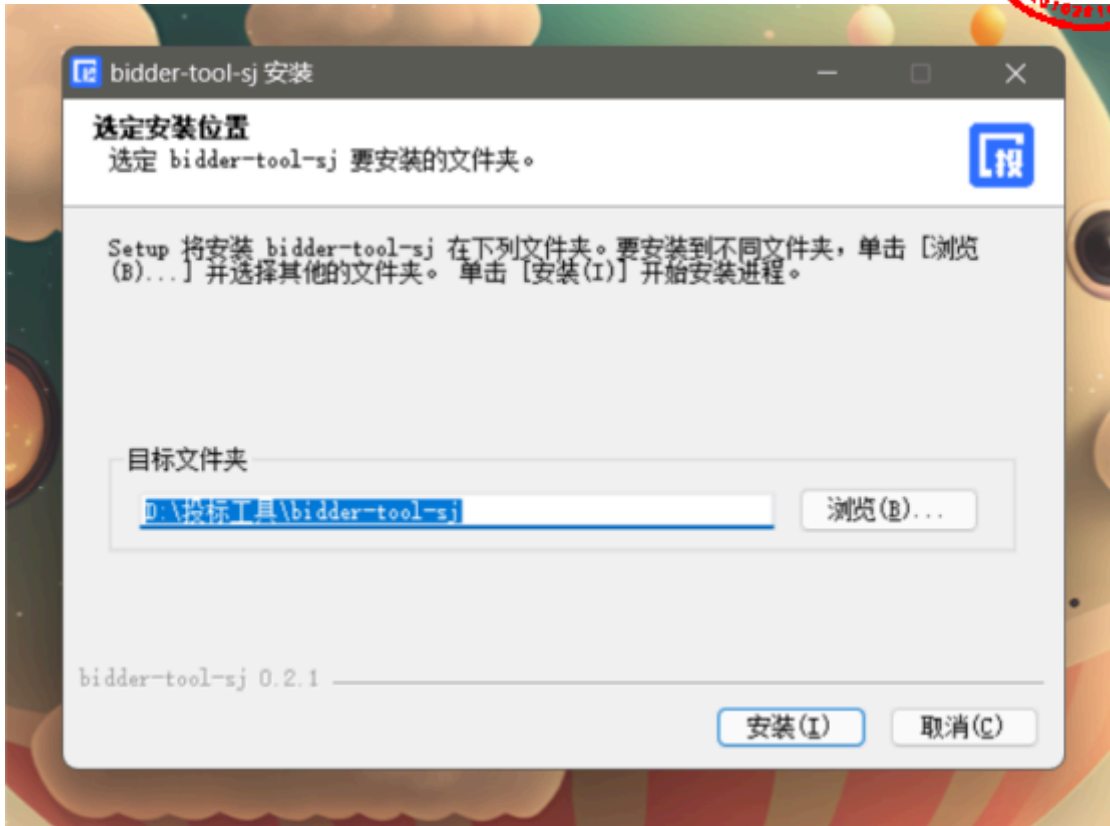 bidder-tool-sj 安装
选定安装位置
选定 bidder-tool-sj 要安装的文件夹。
投
Setup 将安装 bidder-tool-sj 在下列文件夹。要安装到不同文件夹，单击 [浏览
(B)...] 并选择其他的文件夹。 单击 [安装(I)] 开始安装进程。
目标文件夹
D:\投标工具\bidder-tool-sj
浏览(B)...
bidder-tool-sj 0.2.1
安装(I)
取消(C)